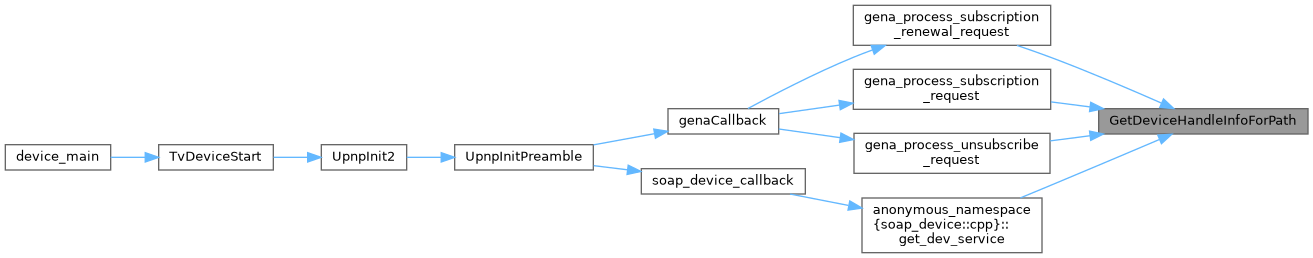 gena_process_subscription
_renewal_request
gena_process_subscription
_request
genaCallback
GetDeviceHandleInfoForPath
gena_process_unsubscribe
_request
device_main
TvDeviceStart
UpnpInit2
UpnpInitPreamble
soap_device_callback
anonymous_namespace
{soap_device::cpp}::
get_dev_service